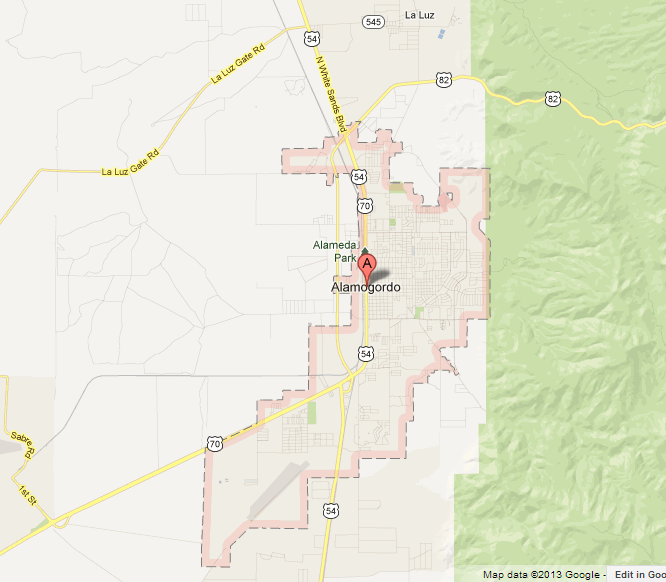 La Luz
545
54
La Luz Gate Rd
N White Sands Blvd
82
82
La Luz Gate Rd
54
70
Alameda
Park
A
Alamogordo
54
Sabre Rd
70
1st St
54
Map data ©2013 Google -
Edit in Goo